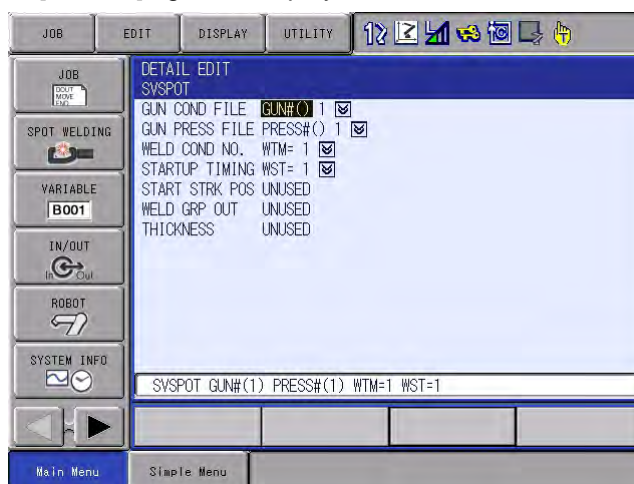 JOB EDIT DISPLAY UTILITY
JOB
DOUT
MOVE
END
SPOT WELDING
VARIABLE
B001
IN/OUT
In Out
ROBOT
SYSTEM INFO
DETAIL EDIT
SVSPOT
GUN COND FILE GUN#() 1
GUN PRESS FILE PRESS#() 1
WELD COND NO. WTM= 1
STARTUP TIMING WST= 1
START STRK POS UNUSED
WELD GRP OUT UNUSED
THICKNESS UNUSED
SVSPOT GUN#(1) PRESS#(1) WTM=1 WST=1
Main Menu Simple Menu